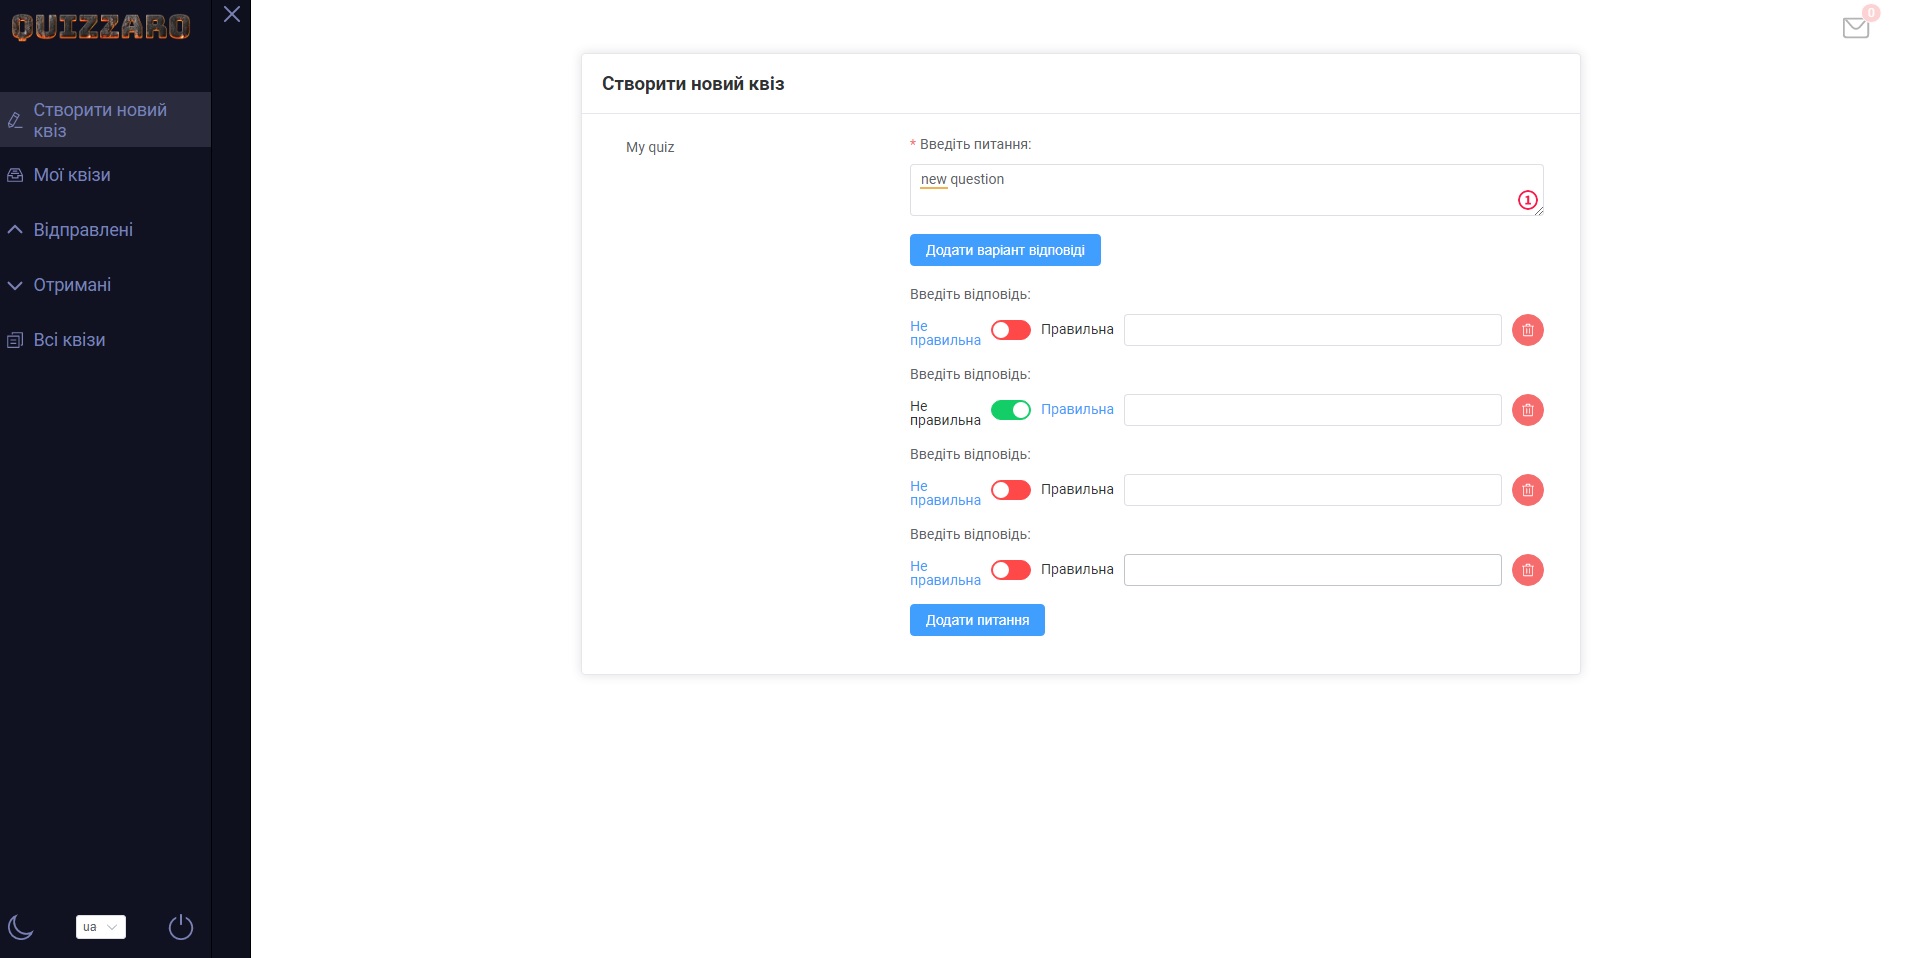 QUIZZARO
0
Створити новий
квіз
Мої квізи
Відправлені
Отримані
Всі квізи
ua
Створити новий квіз
My quiz
* Введіть питання:
new question
1
Додати варіант відповіді
Введіть відповідь:
Не
правильна
Правильна
Введіть відповідь:
Не
правильна
Правильна
Введіть відповідь:
Не
правильна
Правильна
Введіть відповідь:
Не
правильна
Правильна
Додати питання